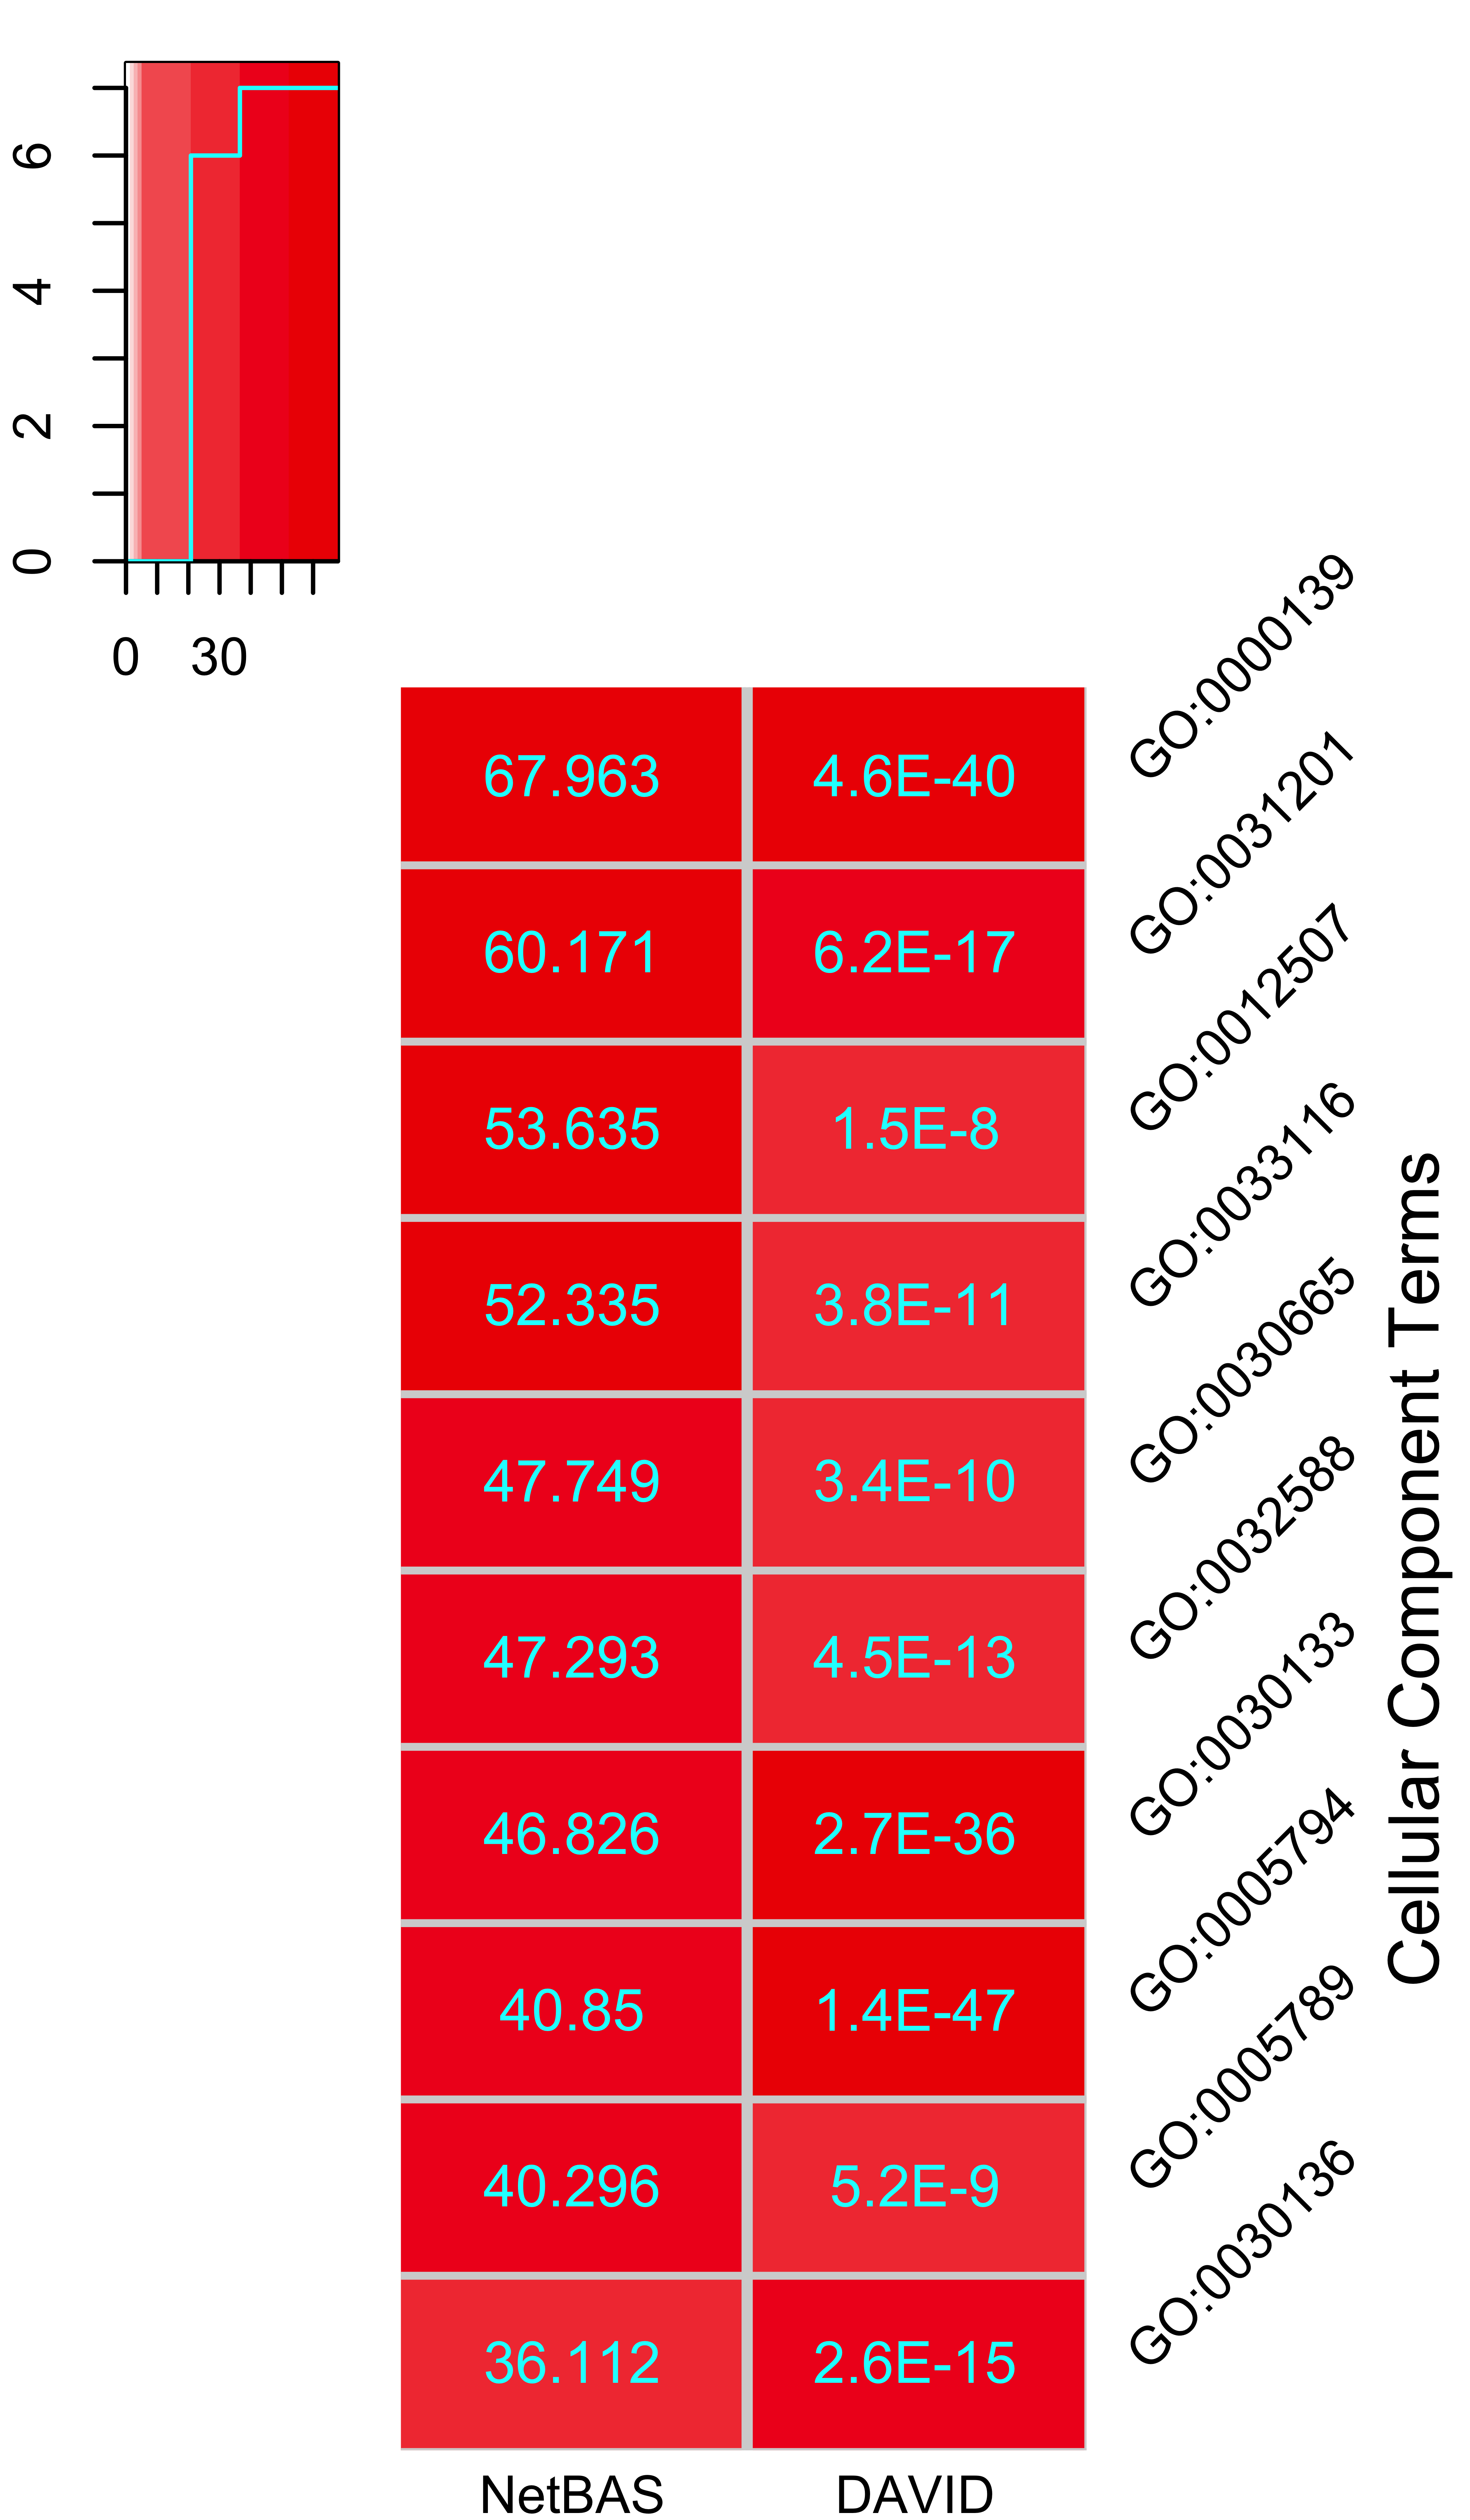 6
4
2
0
0 30
67.963 4.6E-40 GO:0000139
60.171 6.2E-17 GO:0031201
53.635 1.5E-8 GO:0012507
52.335 3.8E-11 GO:0033116
47.749 3.4E-10 GO:0030665
47.293 4.5E-13 GO:0032588
46.826 2.7E-36 GO:0030133
40.85 1.4E-47 GO:0005794
40.296 5.2E-9 GO:0005789
36.112 2.6E-15 GO:0030136
Cellular Component Terms
NetBAS DAVID